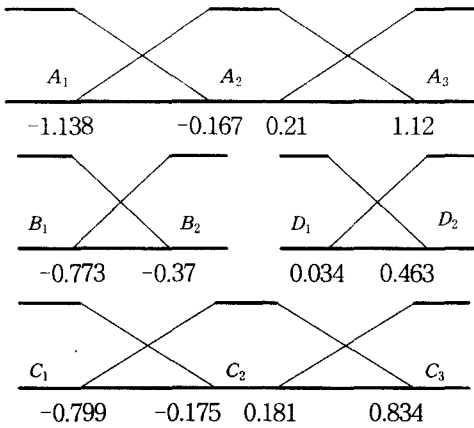 A₁ A₂ A₃
-1.138 -0.167 0.21 1.12
B₁ B₂ D₁ D₂
-0.773 -0.37 0.034 0.463
C₁ C₂ C₃
-0.799 -0.175 0.181 0.834